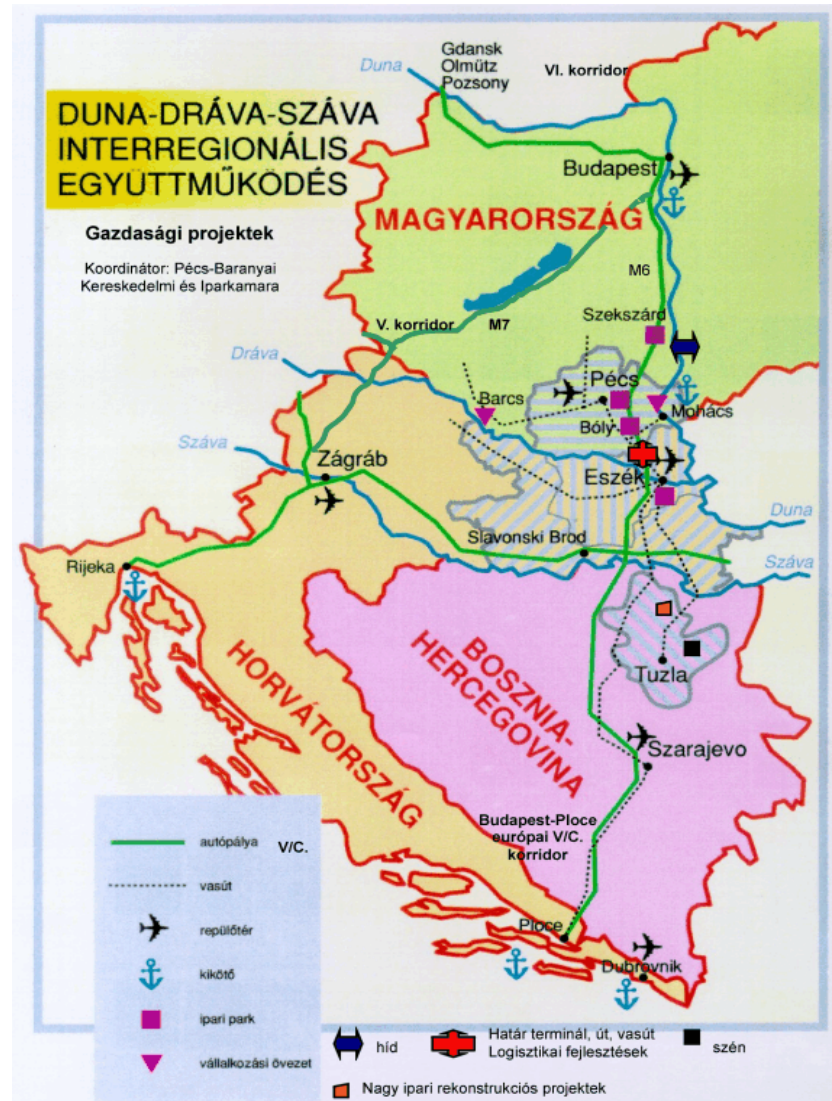 Gdansk
Olmütz
Pozsony
Duna
VI. korridor
DUNA-DRÁVA-SZÁVA
INTERREGIONÁLIS
EGYÜTTMŰKÖDÉS
Budapest
Gazdasági projektek
Koordinátor: Pécs-Baranyai
Kereskedelmi és Iparkamara
MAGYARORSZÁG
M6
Szekszárd
V. korridor
M7
Dráva
Pécs
Barcs
Mohács
Bóly
Száva
Zágráb
Eszék
Duna
Slavonski Brod
Száva
Rijeka
Tuzla
HORVÁTORSZÁG
BOSZNIA-
HERCEGOVINA
Szarajevo
Budapest-Ploce
európai V/C.
korridor
Ploce
Dubrovnik
autópálya V/C.
vasút
repülőtér
kikötő
ipari park
vállalkozási övezet
híd
Határ terminál, út, vasút
Logisztikai fejlesztések
szén
Nagy ipari rekonstrukciós projektek